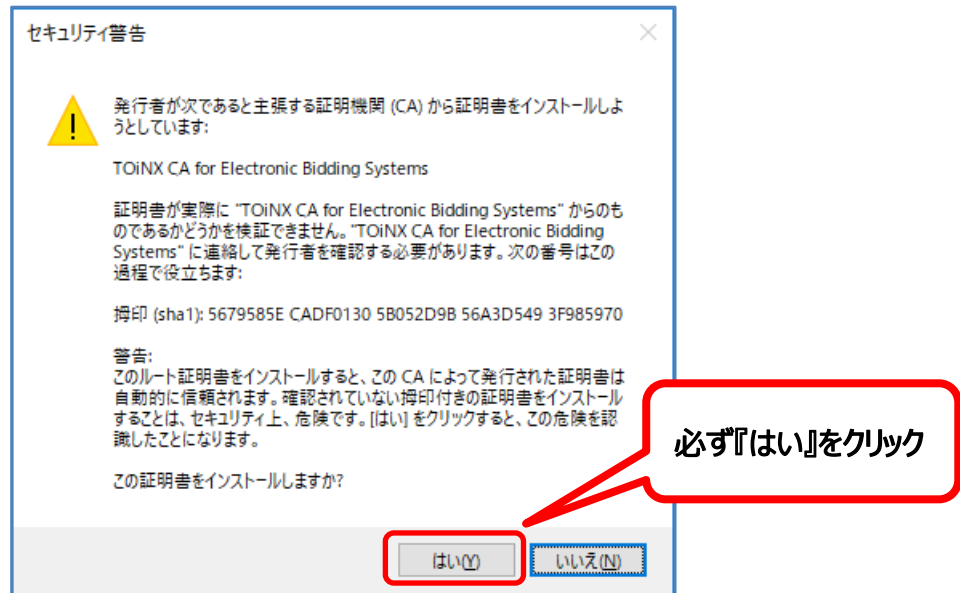 セキュリティ警告
発行者が次であると主張する証明機関 (CA) から証明書をインストールしよ
うとしています:
TOiNX CA for Electronic Bidding Systems
証明書が実際に "TOiNX CA for Electronic Bidding Systems" からのも
のであるかどうかを検証できません。"TOiNX CA for Electronic Bidding
Systems" に連絡して発行者を確認する必要があります。次の番号はこの
過程で役立ちます:
拇印 (sha1): 5679585E CADF0130 5B052D9B 56A3D549 3F985970
警告:
このルート証明書をインストールすると、この CA によって発行された証明書は
自動的に信頼されます。確認されていない拇印付きの証明書をインストール
することは、セキュリティ上、危険です。[はい] をクリックすると、この危険を認
識したことになります。
この証明書をインストールしますか?
必ず『はい』をクリック
はい(Y)
いいえ(N)